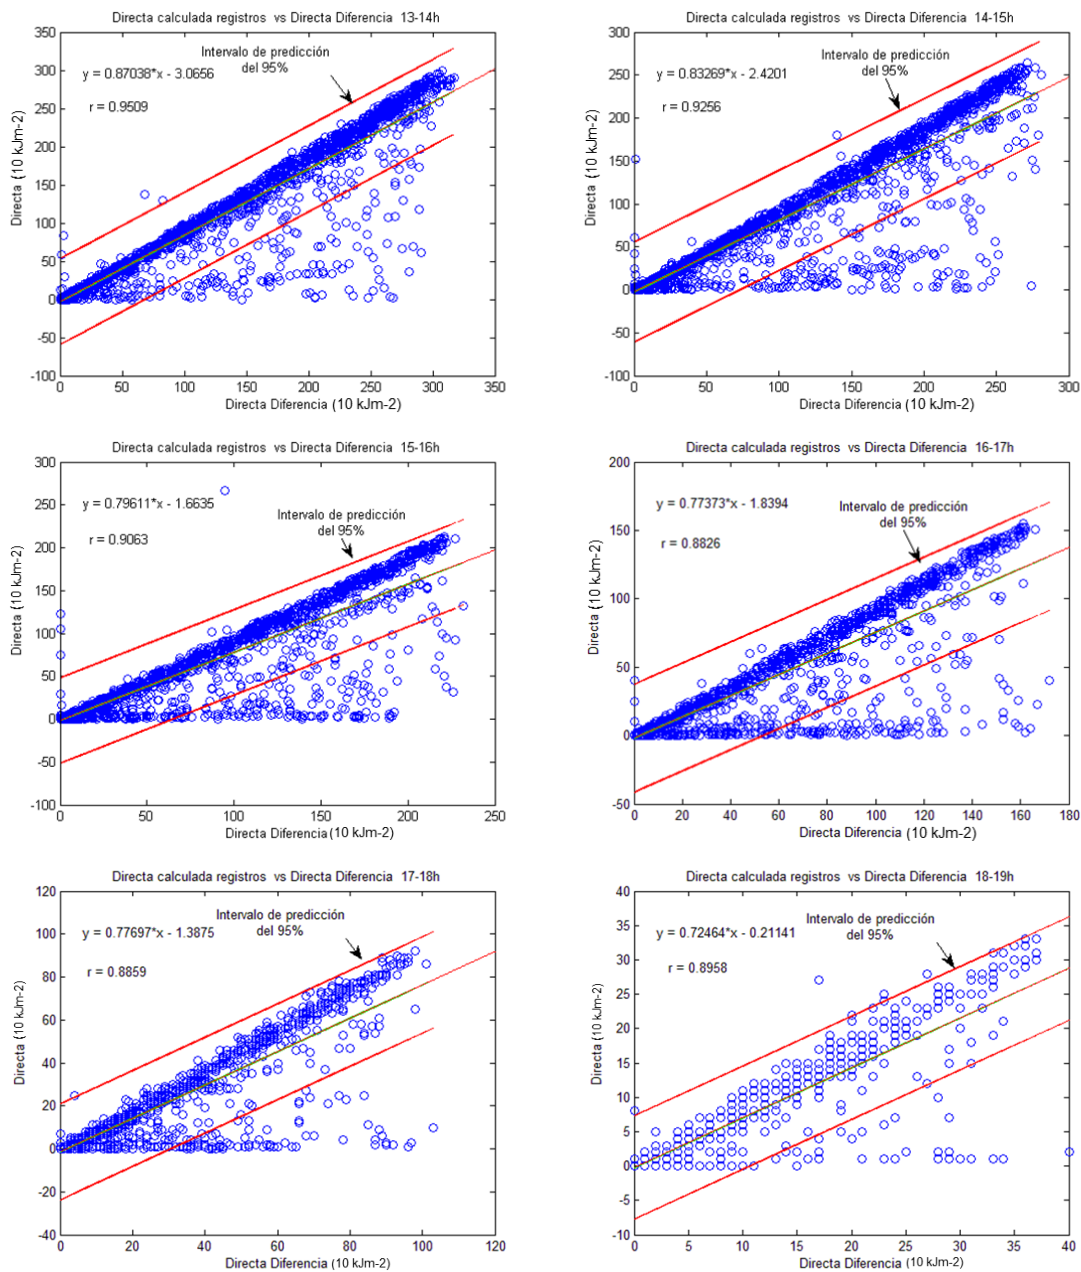 Directa calculada registros vs Directa Diferencia 13-14h
350
300
250
200
150
100
50
0
-50
-100
Directa (10 kJm-2)
Intervalo de predicción
del 95%
y = 0.87038*x - 3.0656
r = 0.9509
0 50 100 150 200 250 300 350
Directa Diferencia (10 kJm-2)
Directa calculada registros vs Directa Diferencia 14-15h
300
250
200
150
100
50
0
-50
-100
Directa (10 kJm-2)
Intervalo de predicción
del 95%
y = 0.83269*x - 2.4201
r = 0.9256
0 50 100 150 200 250 300
Directa Diferencia (10 kJm-2)
Directa calculada registros vs Directa Diferencia 15-16h
300
250
200
150
100
50
0
-50
-100
Directa (10 kJm-2)
y = 0.79611*x - 1.6635
Intervalo de predicción
del 95%
r = 0.9063
0 50 100 150 200 250
Directa Diferencia (10 kJm-2)
Directa calculada registros vs Directa Diferencia 16-17h
200
150
100
50
0
-50
Directa (10 kJm-2)
y = 0.77373*x - 1.8394
Intervalo de predicción
del 95%
r = 0.8826
0 20 40 60 80 100 120 140 160 180
Directa Diferencia (10 kJm-2)
Directa calculada registros vs Directa Diferencia 17-18h
120
100
80
60
40
20
0
-20
-40
Directa (10 kJm-2)
Intervalo de predicción
del 95%
y = 0.77697*x - 1.3875
r = 0.8859
0 20 40 60 80 100 120
Directa Diferencia (10 kJm-2)
Directa calculada registros vs Directa Diferencia 18-19h
40
35
30
25
20
15
10
5
0
-5
-10
Directa (10 kJm-2)
Intervalo de predicción
del 95%
y = 0.72464*x - 0.21141
r = 0.8958
0 5 10 15 20 25 30 35 40
Directa Diferencia (10 kJm-2)